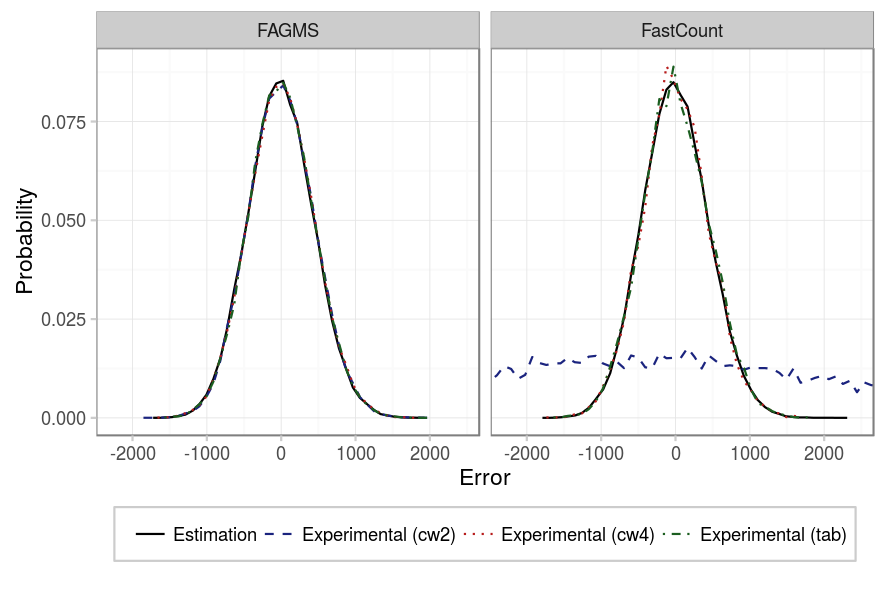 FAGMS FastCount
Probability
0.075
0.050
0.025
0.000
-2000 -1000 0 1000 2000 -2000 -1000 0 1000 2000
Error
Estimation Experimental (cw2) Experimental (cw4) Experimental (tab)